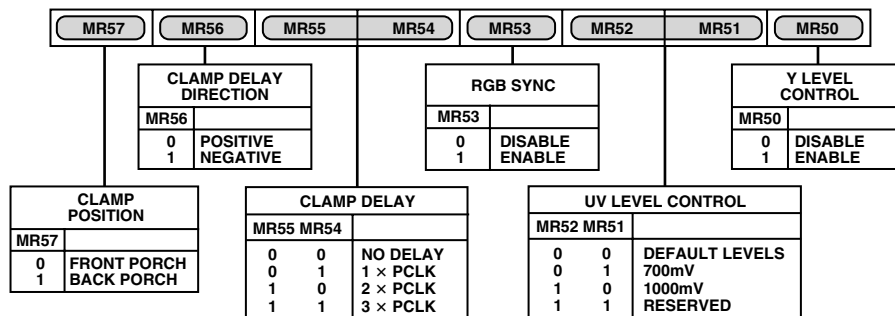 MR57 MR56 MR55 MR54 MR53 MR52 MR51 MR50
CLAMP DELAY
DIRECTION
MR56
0 POSITIVE
1 NEGATIVE
RGB SYNC
MR53
0 DISABLE
1 ENABLE
Y LEVEL
CONTROL
MR50
0 DISABLE
1 ENABLE
CLAMP
POSITION
MR57
0 FRONT PORCH
1 BACK PORCH
CLAMP DELAY
MR55 MR54
0 0 NO DELAY
0 1 1 × PCLK
1 0 2 × PCLK
1 1 3 × PCLK
UV LEVEL CONTROL
MR52 MR51
0 0 DEFAULT LEVELS
0 1 700mV
1 0 1000mV
1 1 RESERVED